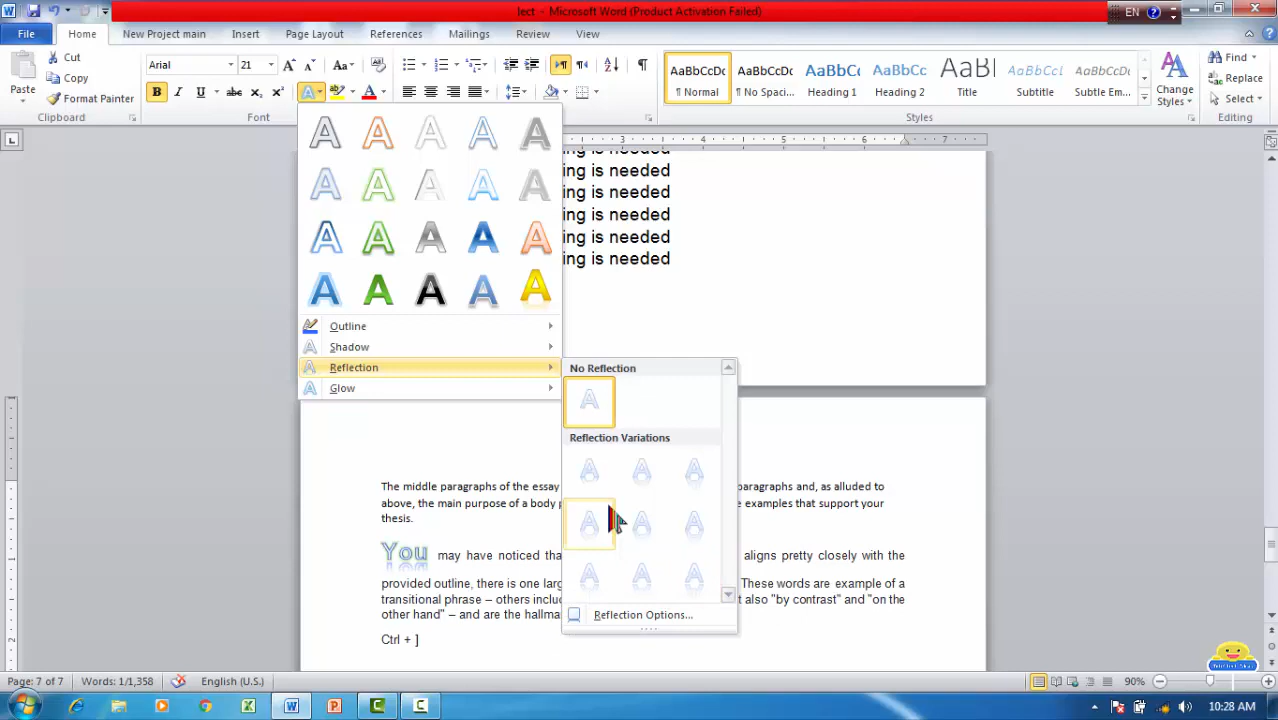 lect - Microsoft Word (Product Activation Failed)
EN
File Home New Project main Insert Page Layout References Mailings Review View
Paste
Cut
Copy
Format Painter
Clipboard
Arial 21
Font
AaBbCcDc AaBbCcDc AaBbCc AaBbCc AaBl AaBbCcl AaBbCcDc
¶ Normal ¶ No Spaci... Heading 1 Heading 2 Title Subtitle Subtle Em...
Change Styles
Styles
Find
Replace
Select
Editing
3 4 5 6 7
ing is needed
ing is needed
ing is needed
ing is needed
ing is needed
ing is needed
Outline
Shadow
Reflection
Glow
No Reflection
Reflection Variations
Reflection Options...
The middle paragraphs of the essay paragraphs and, as alluded to
above, the main purpose of a body e examples that support your
thesis.
You may have noticed tha aligns pretty closely with the
provided outline, there is one larg These words are example of a
transitional phrase – others inclu t also "by contrast" and "on the
other hand" – and are the hallma
Ctrl + ]
Page: 7 of 7 Words: 1/1,358 English (U.S.) 90%
10:28 AM